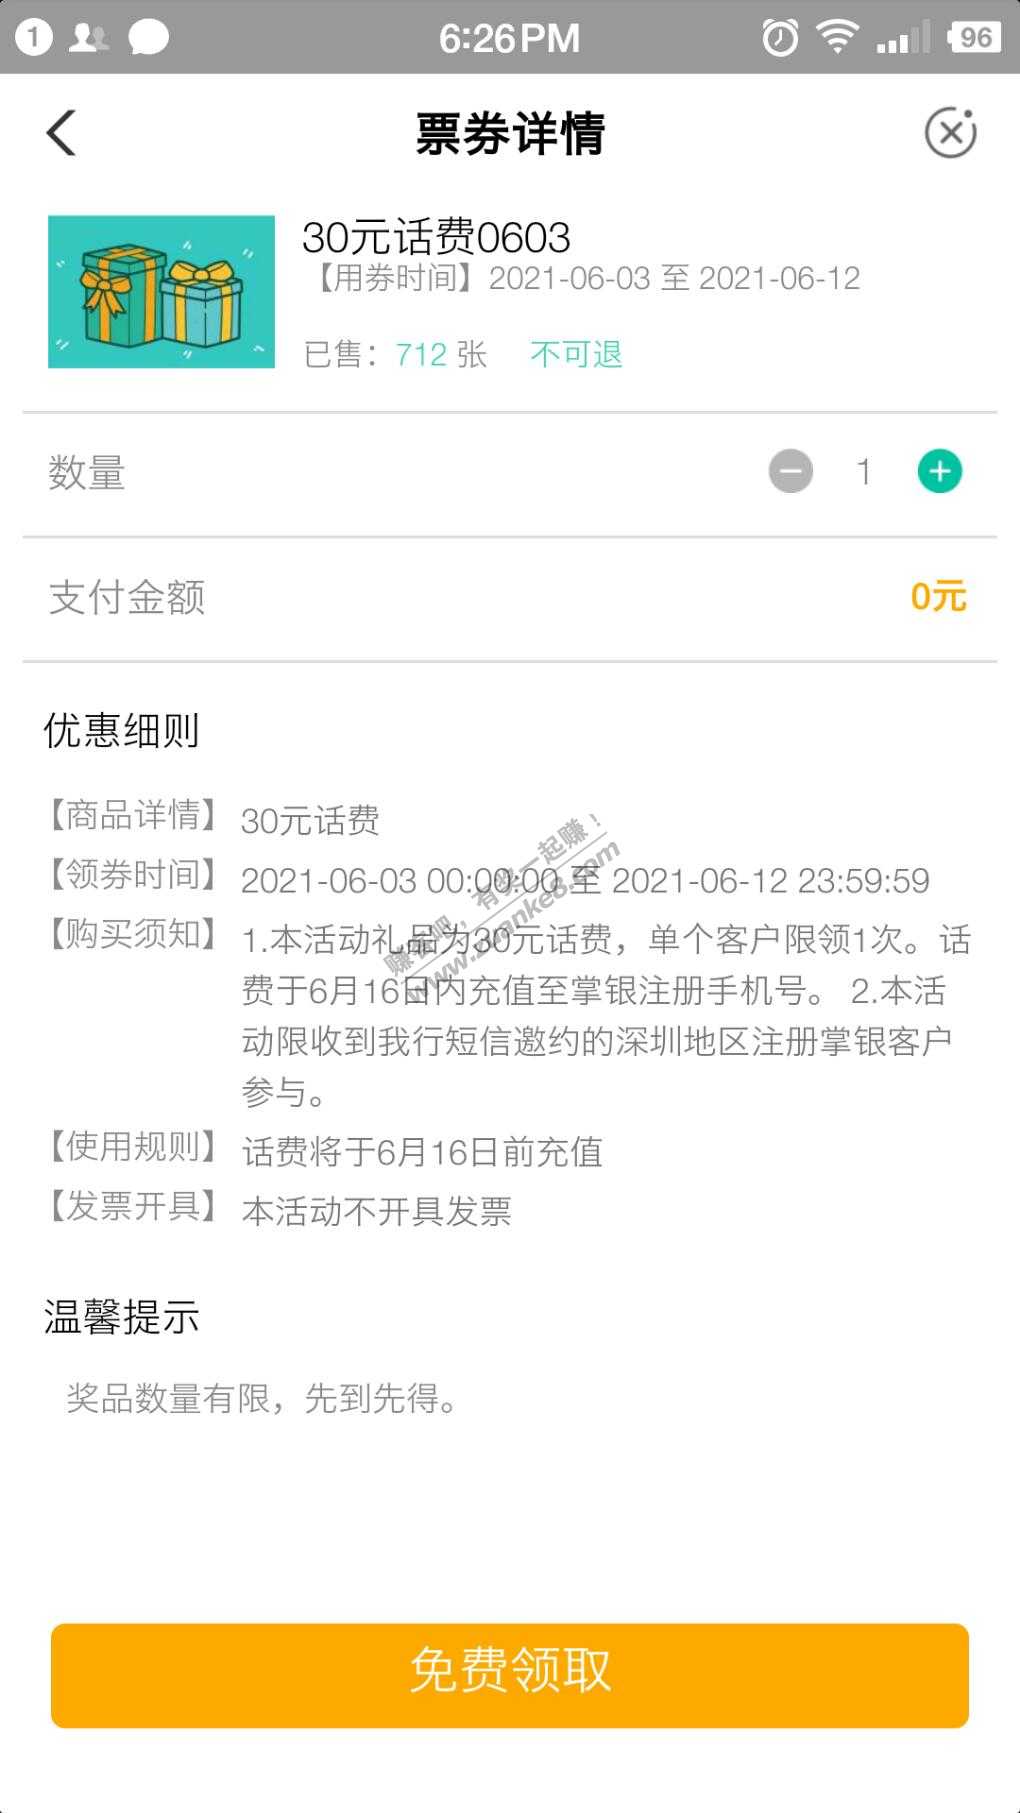 1
6:26PM
96
票券详情
30元话费0603
【用券时间】2021-06-03 至 2021-06-12
已售：712 张 不可退
数量
1
支付金额
0元
优惠细则
【商品详情】 30元话费
【领券时间】 2021-06-03 00:00:00 至 2021-06-12 23:59:59
【购买须知】 1.本活动礼品为30元话费，单个客户限领1次。话
费于6月16日内充值至掌银注册手机号。 2.本活
动限收到我行短信邀约的深圳地区注册掌银客户
参与。
【使用规则】 话费将于6月16日前充值
【发票开具】 本活动不开具发票
温馨提示
奖品数量有限，先到先得。
免费领取
赚客吧，有奖一起赚！
www.zuanke8.com